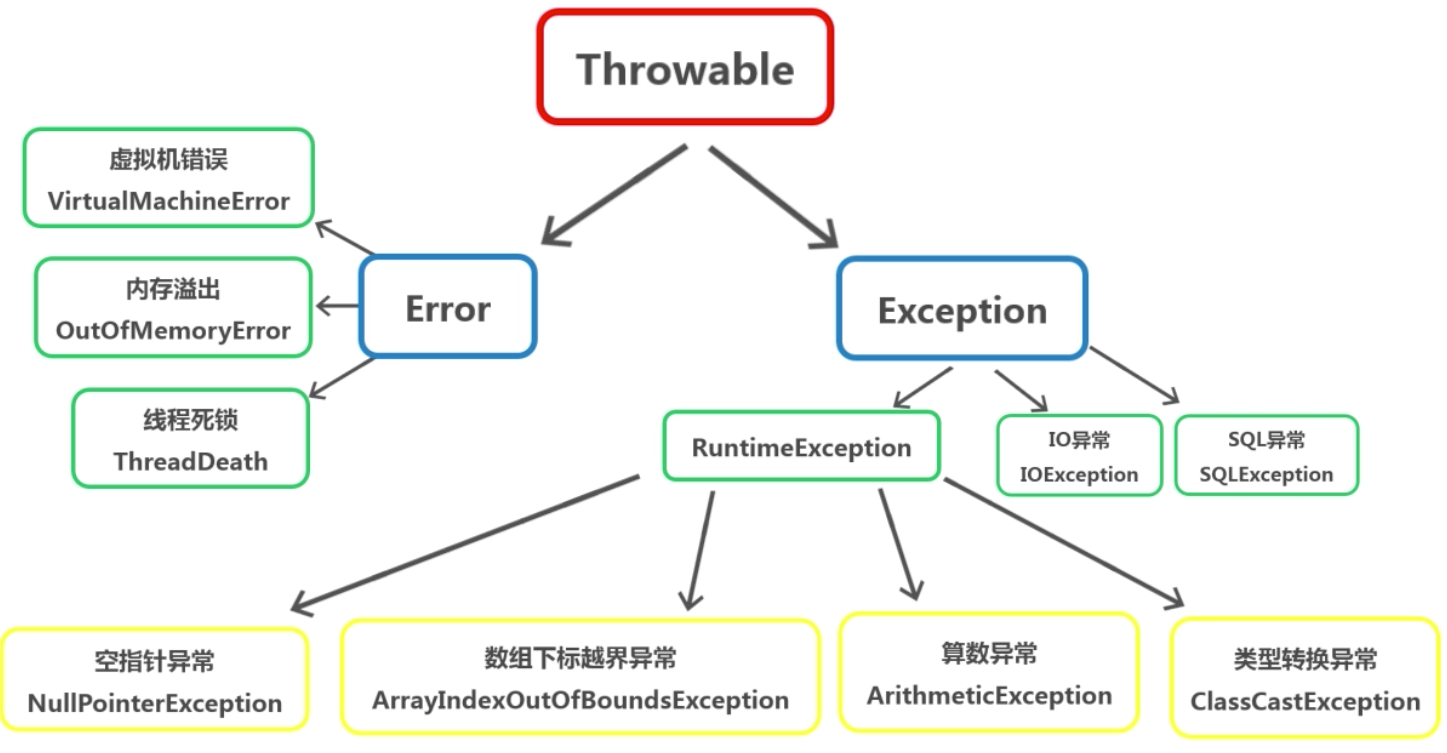 Throwable
虚拟机错误
VirtualMachineError
内存溢出
OutOfMemoryError
线程死锁
ThreadDeath
Error
Exception
RuntimeException
IO异常
IOException
SQL异常
SQLException
空指针异常
NullPointerException
数组下标越界异常
ArrayIndexOutOfBoundsException
算数异常
ArithmeticException
类型转换异常
ClassCastException